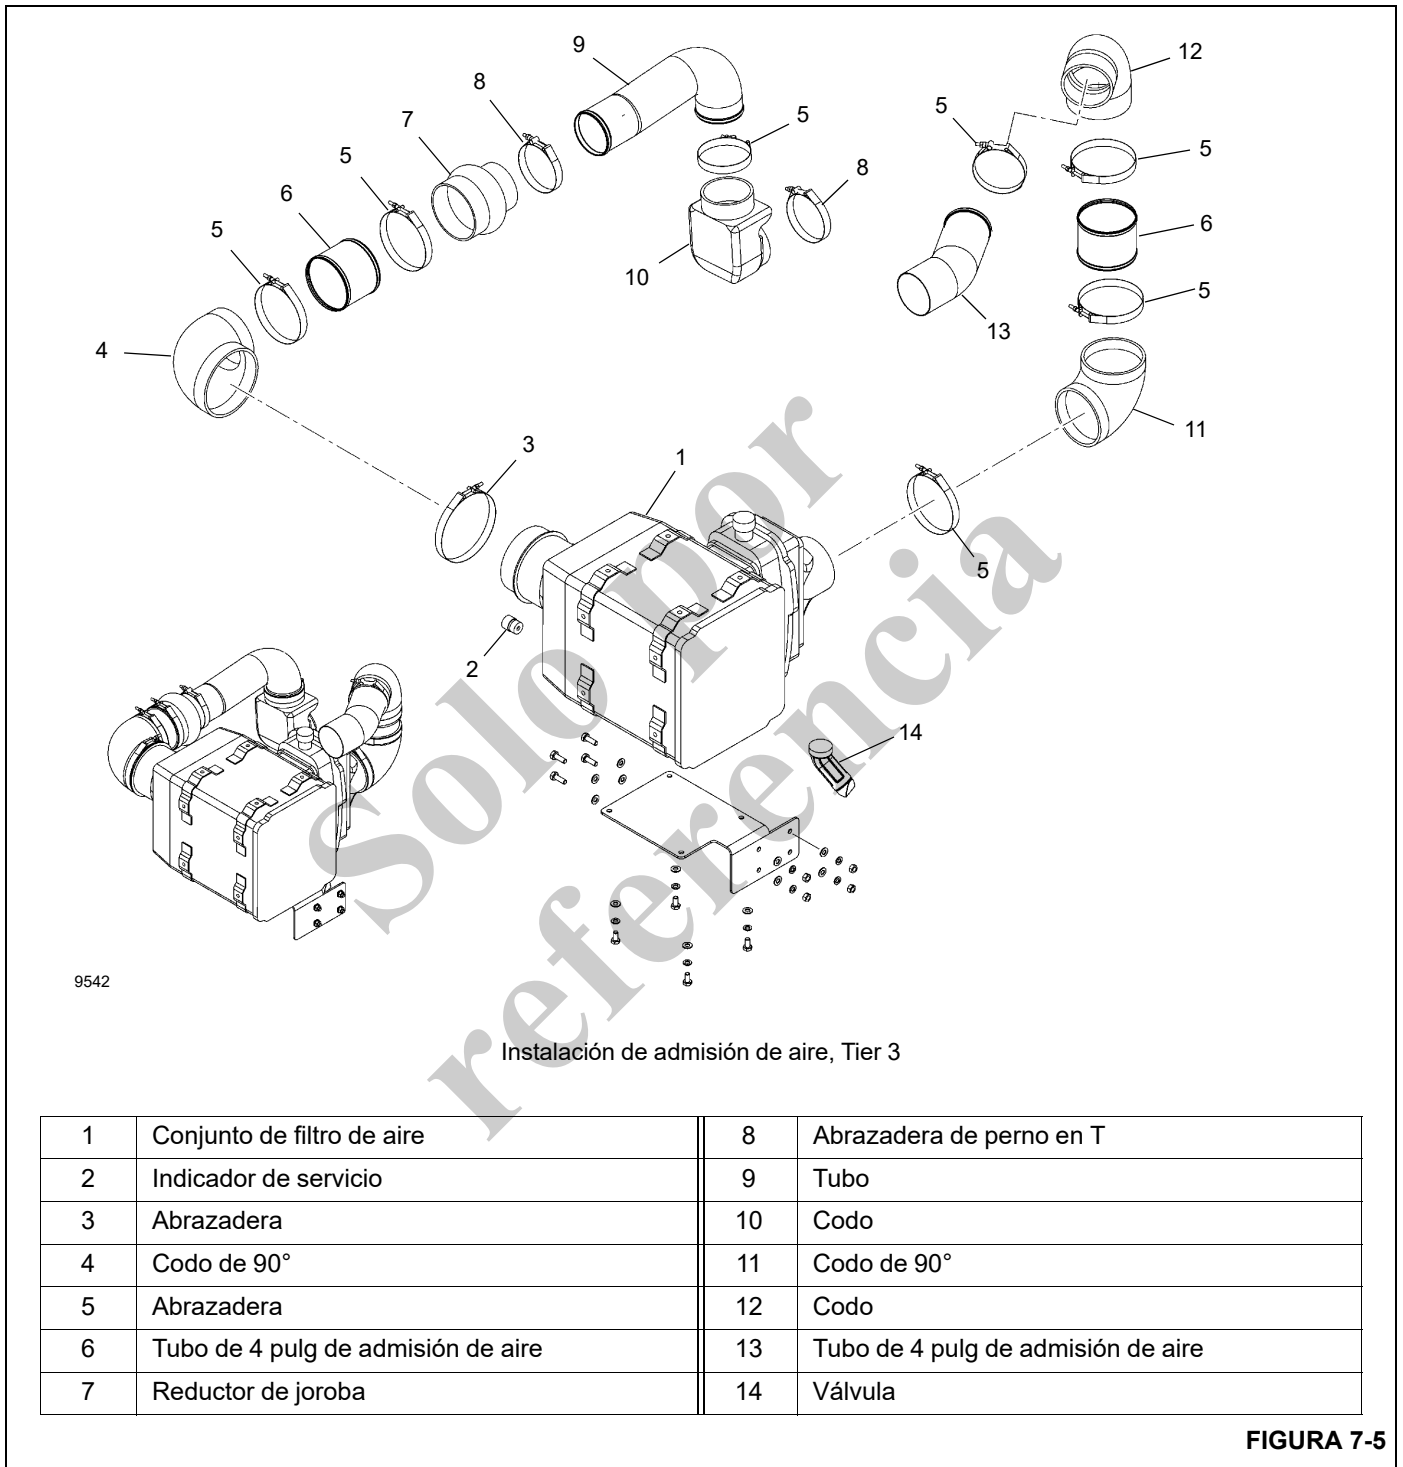 9
12
8
5
5
7
5
5
8
6
6
5
10
5
13
4
11
3
1
5
2
14
Solo por
referencia
9542
Instalación de admisión de aire, Tier 3
1 Conjunto de filtro de aire 8 Abrazadera de perno en T
2 Indicador de servicio 9 Tubo
3 Abrazadera 10 Codo
4 Codo de 90° 11 Codo de 90°
5 Abrazadera 12 Codo
6 Tubo de 4 pulg de admisión de aire 13 Tubo de 4 pulg de admisión de aire
7 Reductor de joroba 14 Válvula
FIGURA 7-5